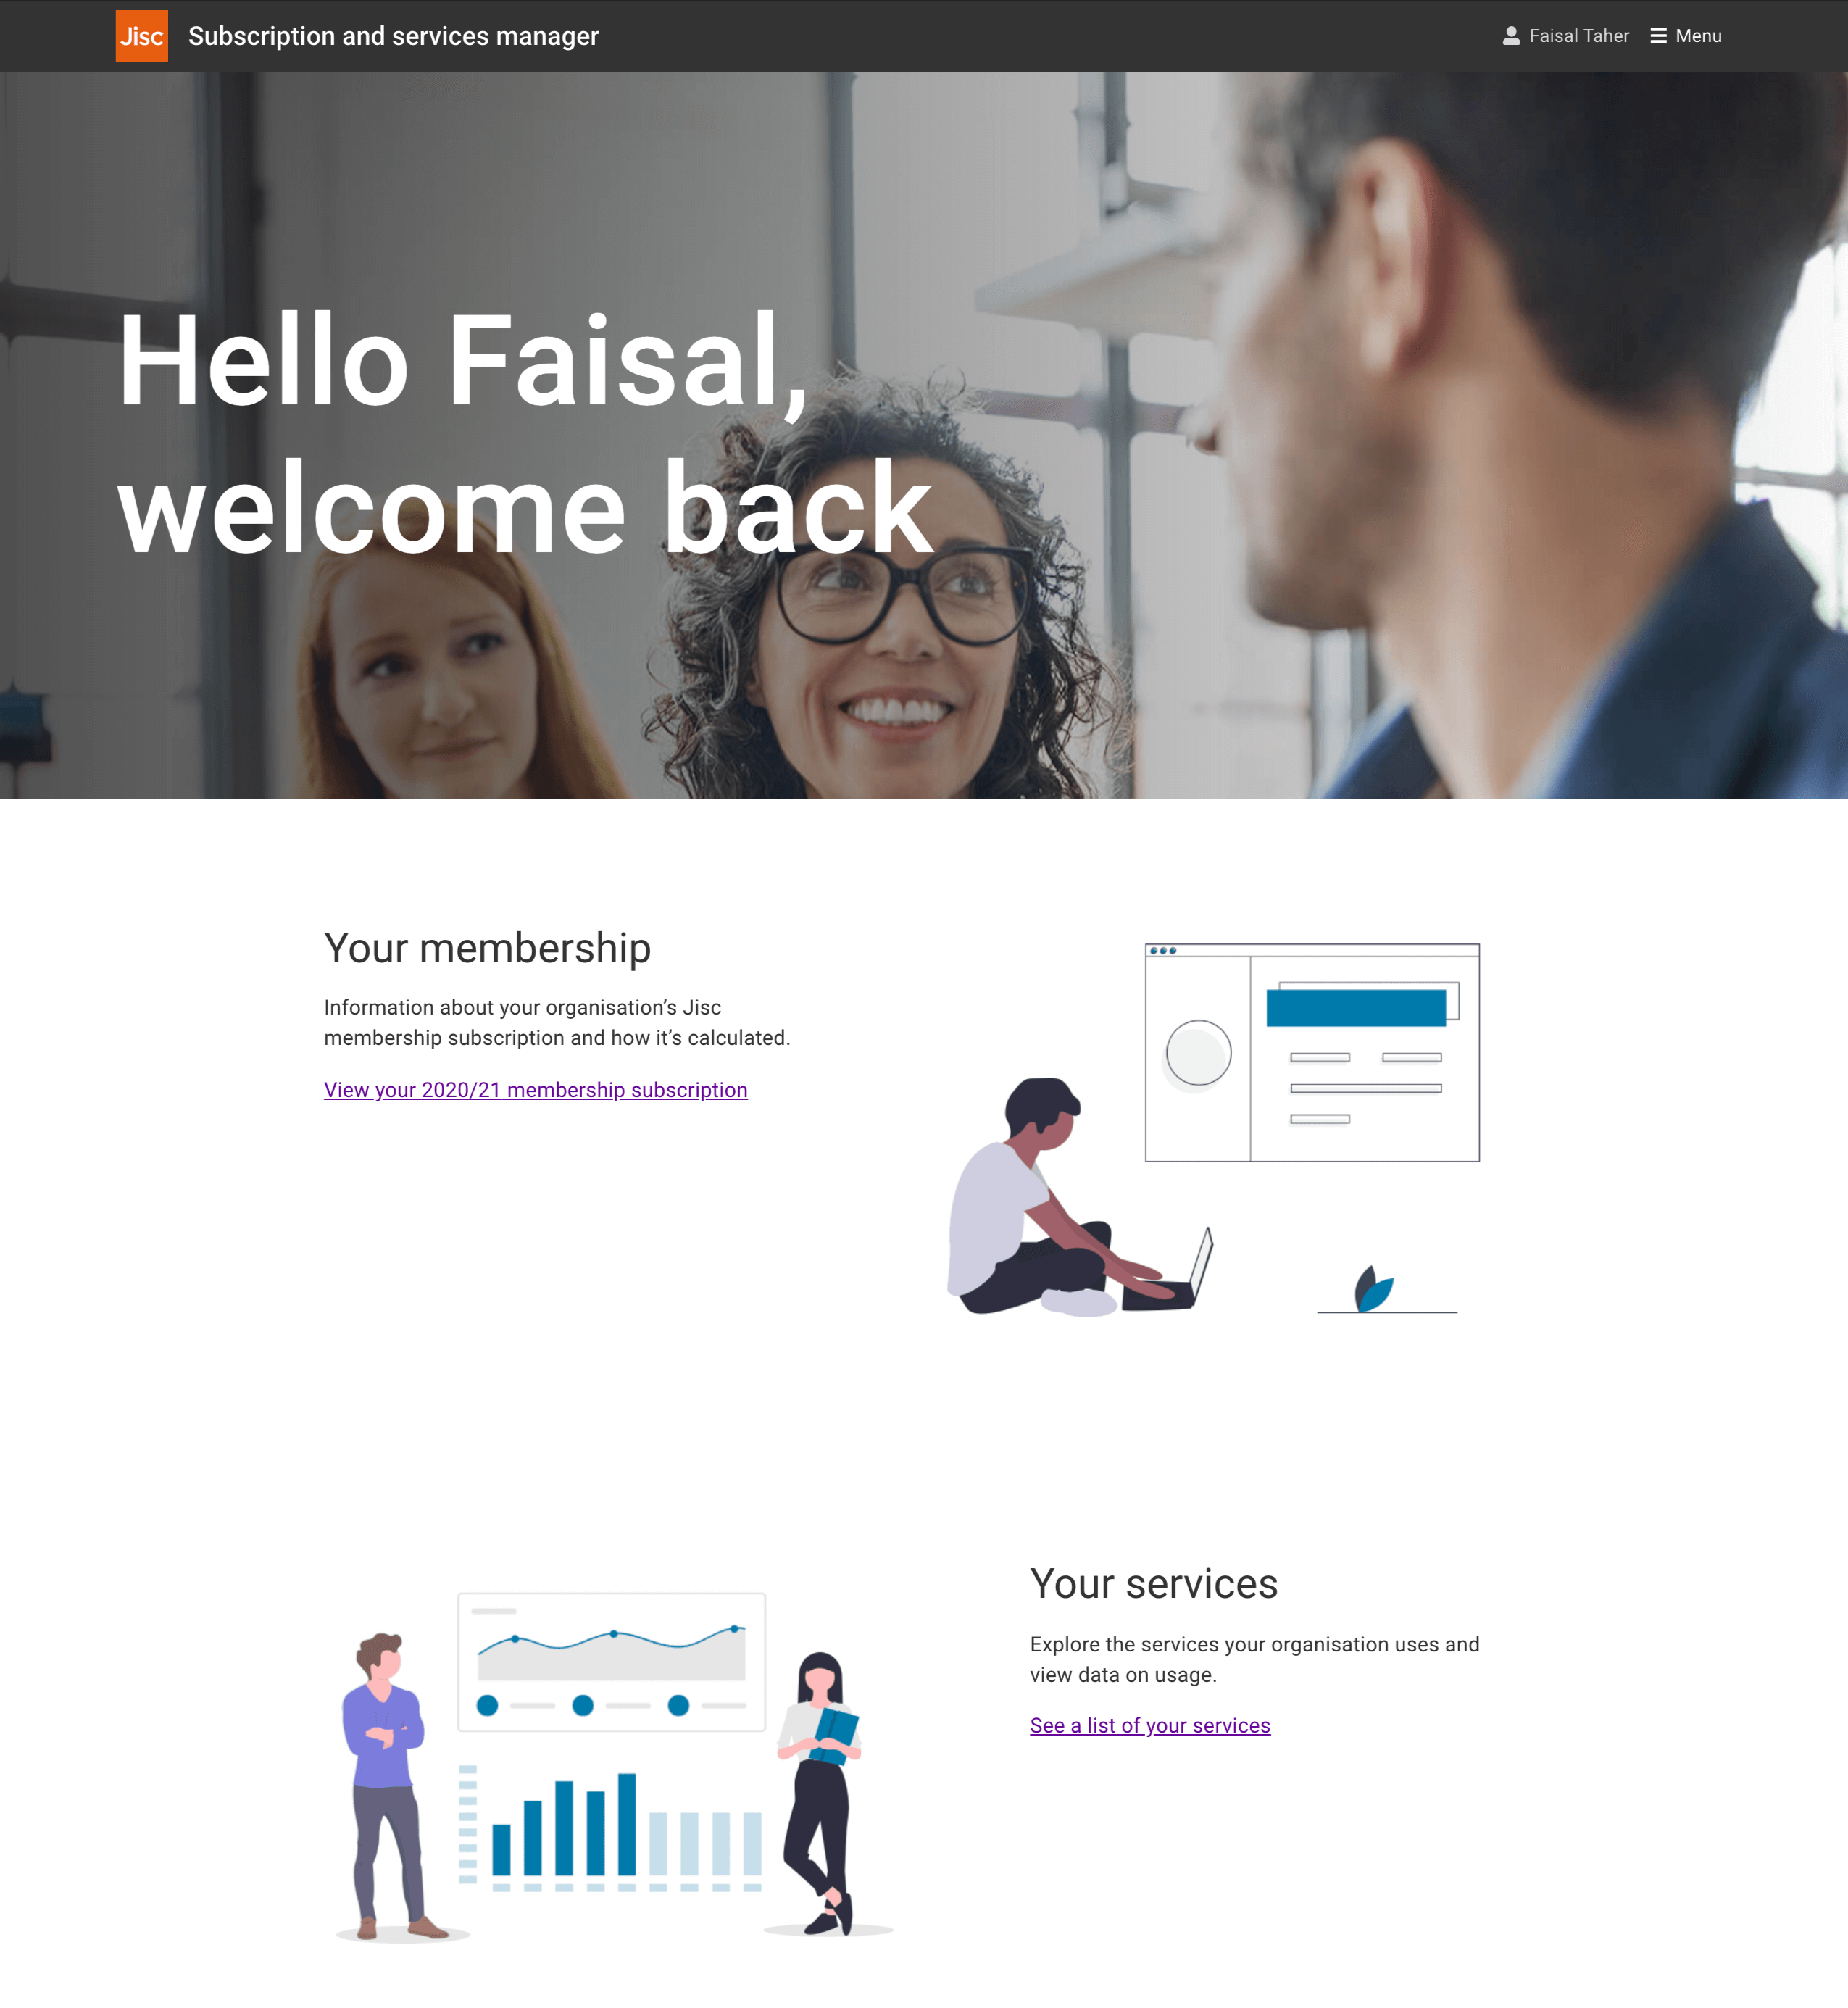 Jisc
Subscription and services manager
Faisal Taher
Menu
Hello Faisal,
welcome back
Your membership
Information about your organisation’s Jisc
membership subscription and how it’s calculated.
View your 2020/21 membership subscription
Your services
Explore the services your organisation uses and
view data on usage.
See a list of your services